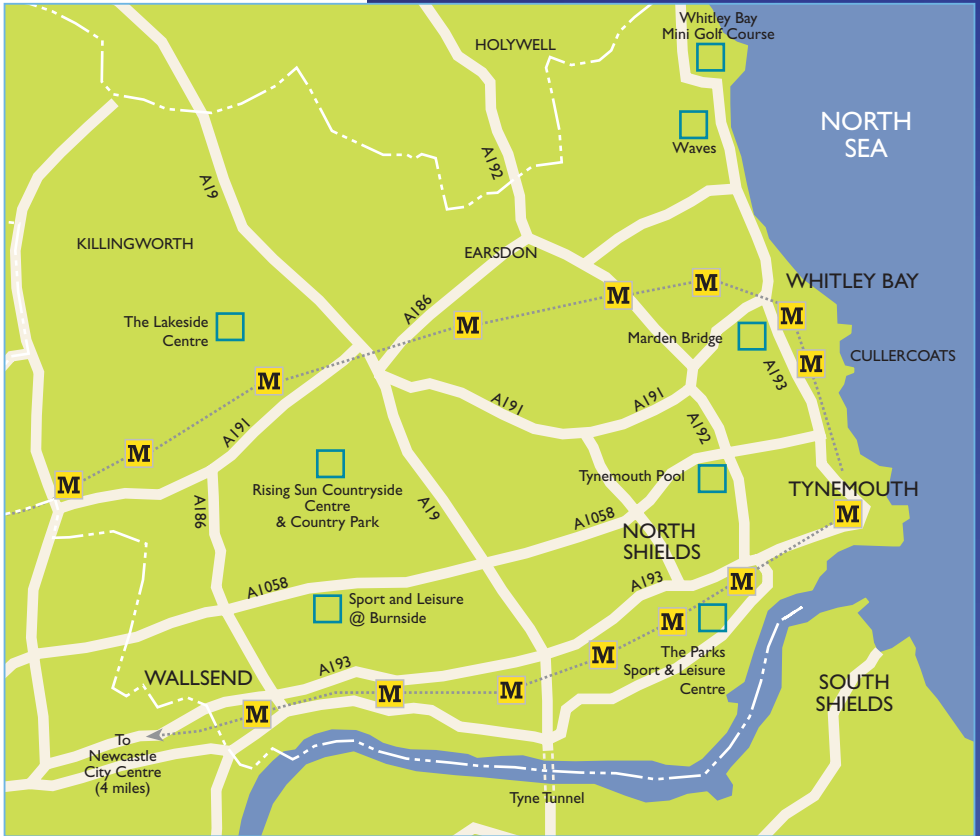 Whitley Bay
Mini Golf Course
HOLYWELL
NORTH
SEA
Waves
A192
A19
KILLINGWORTH
EARSDON
WHITLEY BAY
M
M
M
A186
M
M
The Lakeside
Centre
Marden Bridge
CULLERCOATS
M
A193
M
A191
A191
A191
A192
M
M
Rising Sun Countryside
Centre
& Country Park
Tynemouth Pool
TYNEMOUTH
A186
A19
A1058
M
NORTH
SHIELDS
A1058
A193
M
Sport and Leisure
@ Burnside
M
The Parks
Sport & Leisure
Centre
M
A193
WALLSEND
SOUTH
SHIELDS
M
M
M
To
Newcastle
City Centre
(4 miles)
Tyne Tunnel